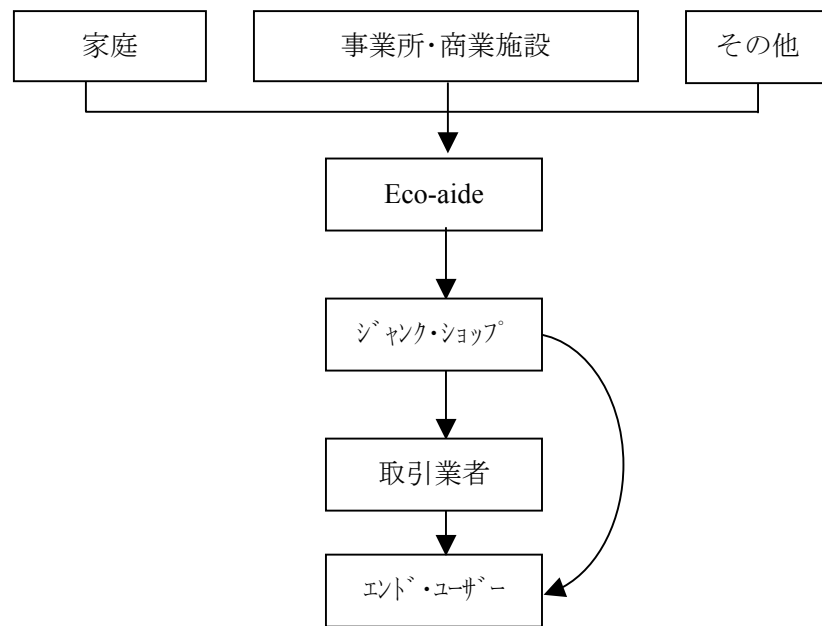 家庭
事業所・商業施設
その他
Eco-aide
ｼﾞｬﾝｸ・ｼｮｯﾌﾟ
取引業者
ｴﾝﾄﾞ・ﾕｰｻﾞｰ